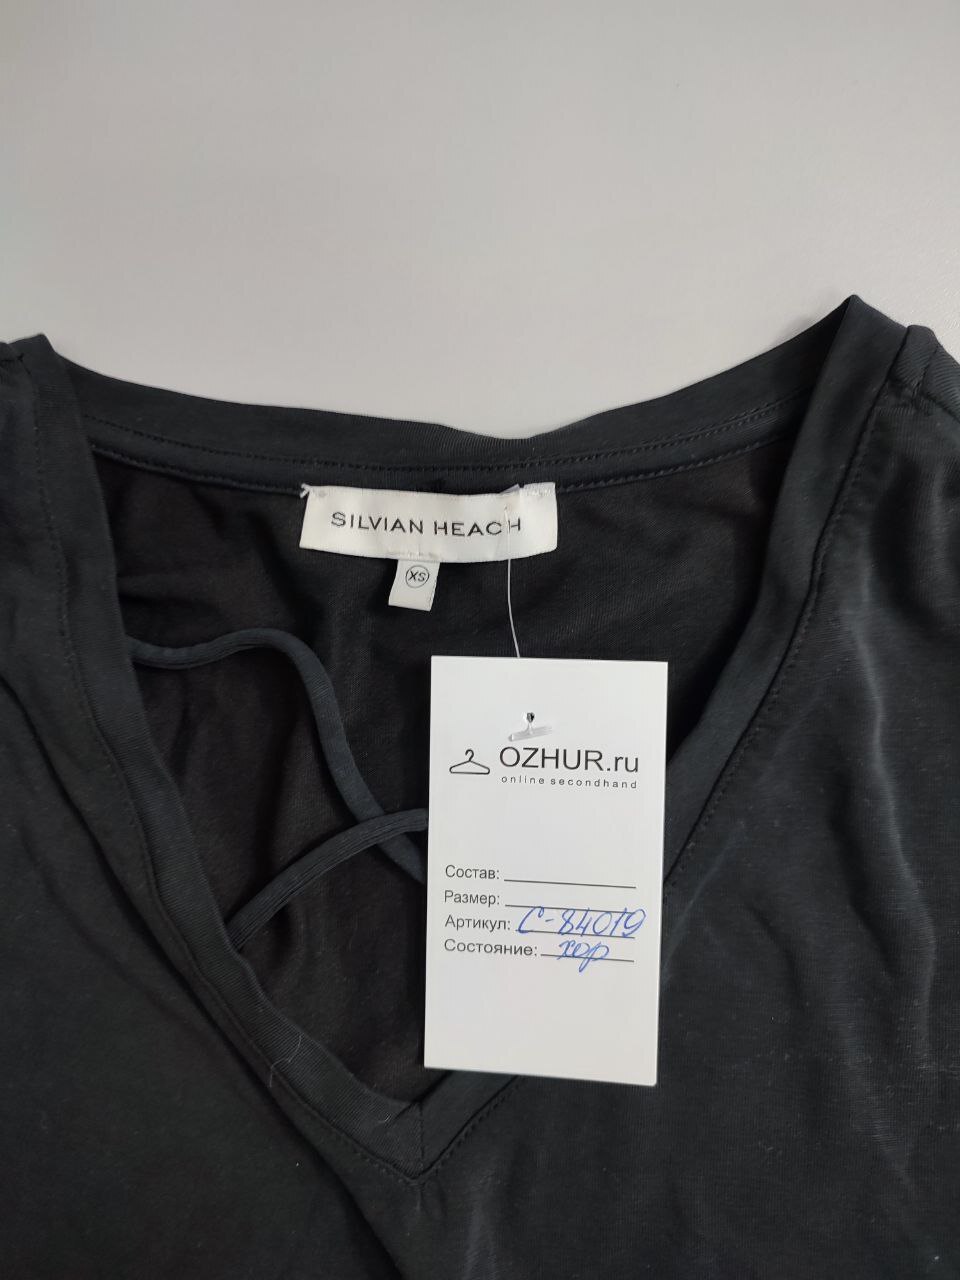 SILVIAN HEACH
XS
OZHUR.ru
online secondhand
Состав:
Размер:
Артикул: С-84019
Состояние: хор